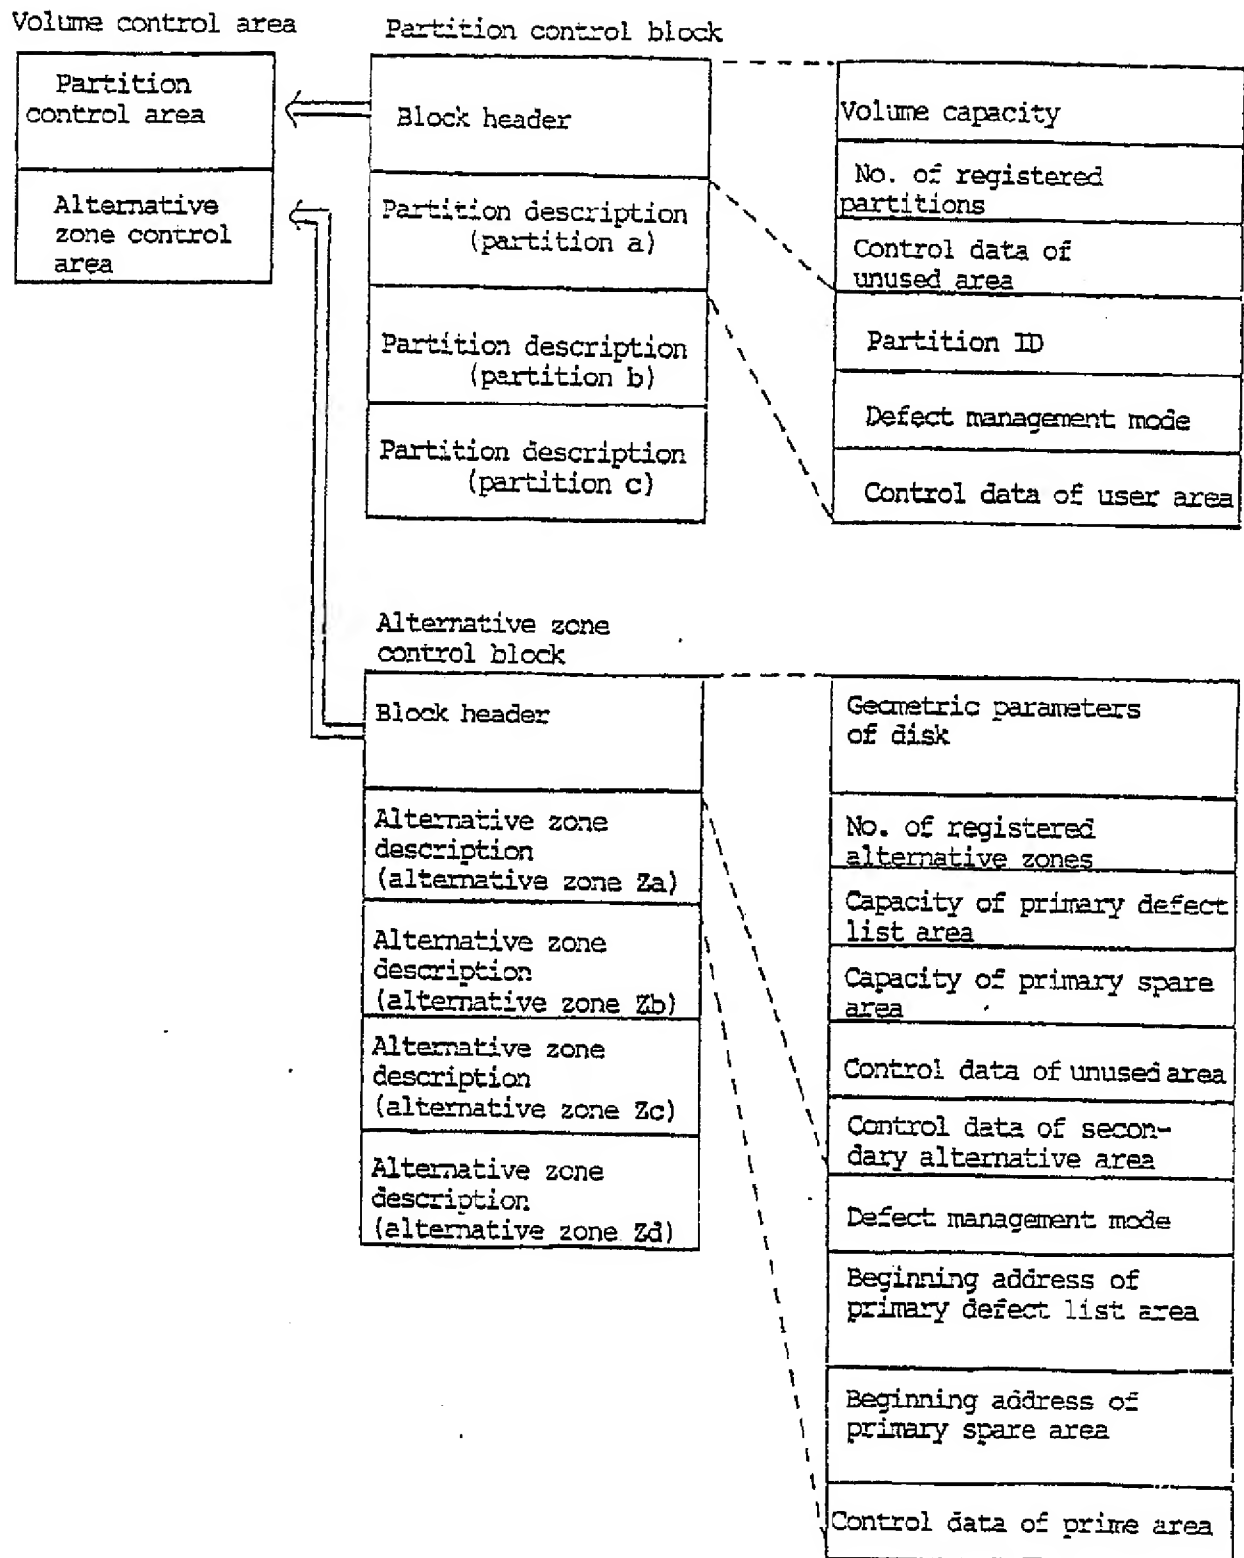 Volume control area
Partition
control area
Alternative
zone control
area
Partition control block
Block header
Partition description
(partition a)
Partition description
(partition b)
Partition description
(partition c)
Volume capacity
No. of registered
partitions
Control data of
unused area
Partition ID
Defect management mode
Control data of user area
Alternative zone
control block
Block header
Alternative zone
description
(alternative zone Za)
Alternative zone
description
(alternative zone Zb)
Alternative zone
description
(alternative zone Zc)
Alternative zone
description
(alternative zone Zd)
Geometric parameters
of disk
No. of registered
alternative zones
Capacity of primary defect
list area
Capacity of primary spare
area
Control data of unused area
Control data of secon-
dary alternative area
Defect management mode
Beginning address of
primary defect list area
Beginning address of
primary spare area
Control data of prime area